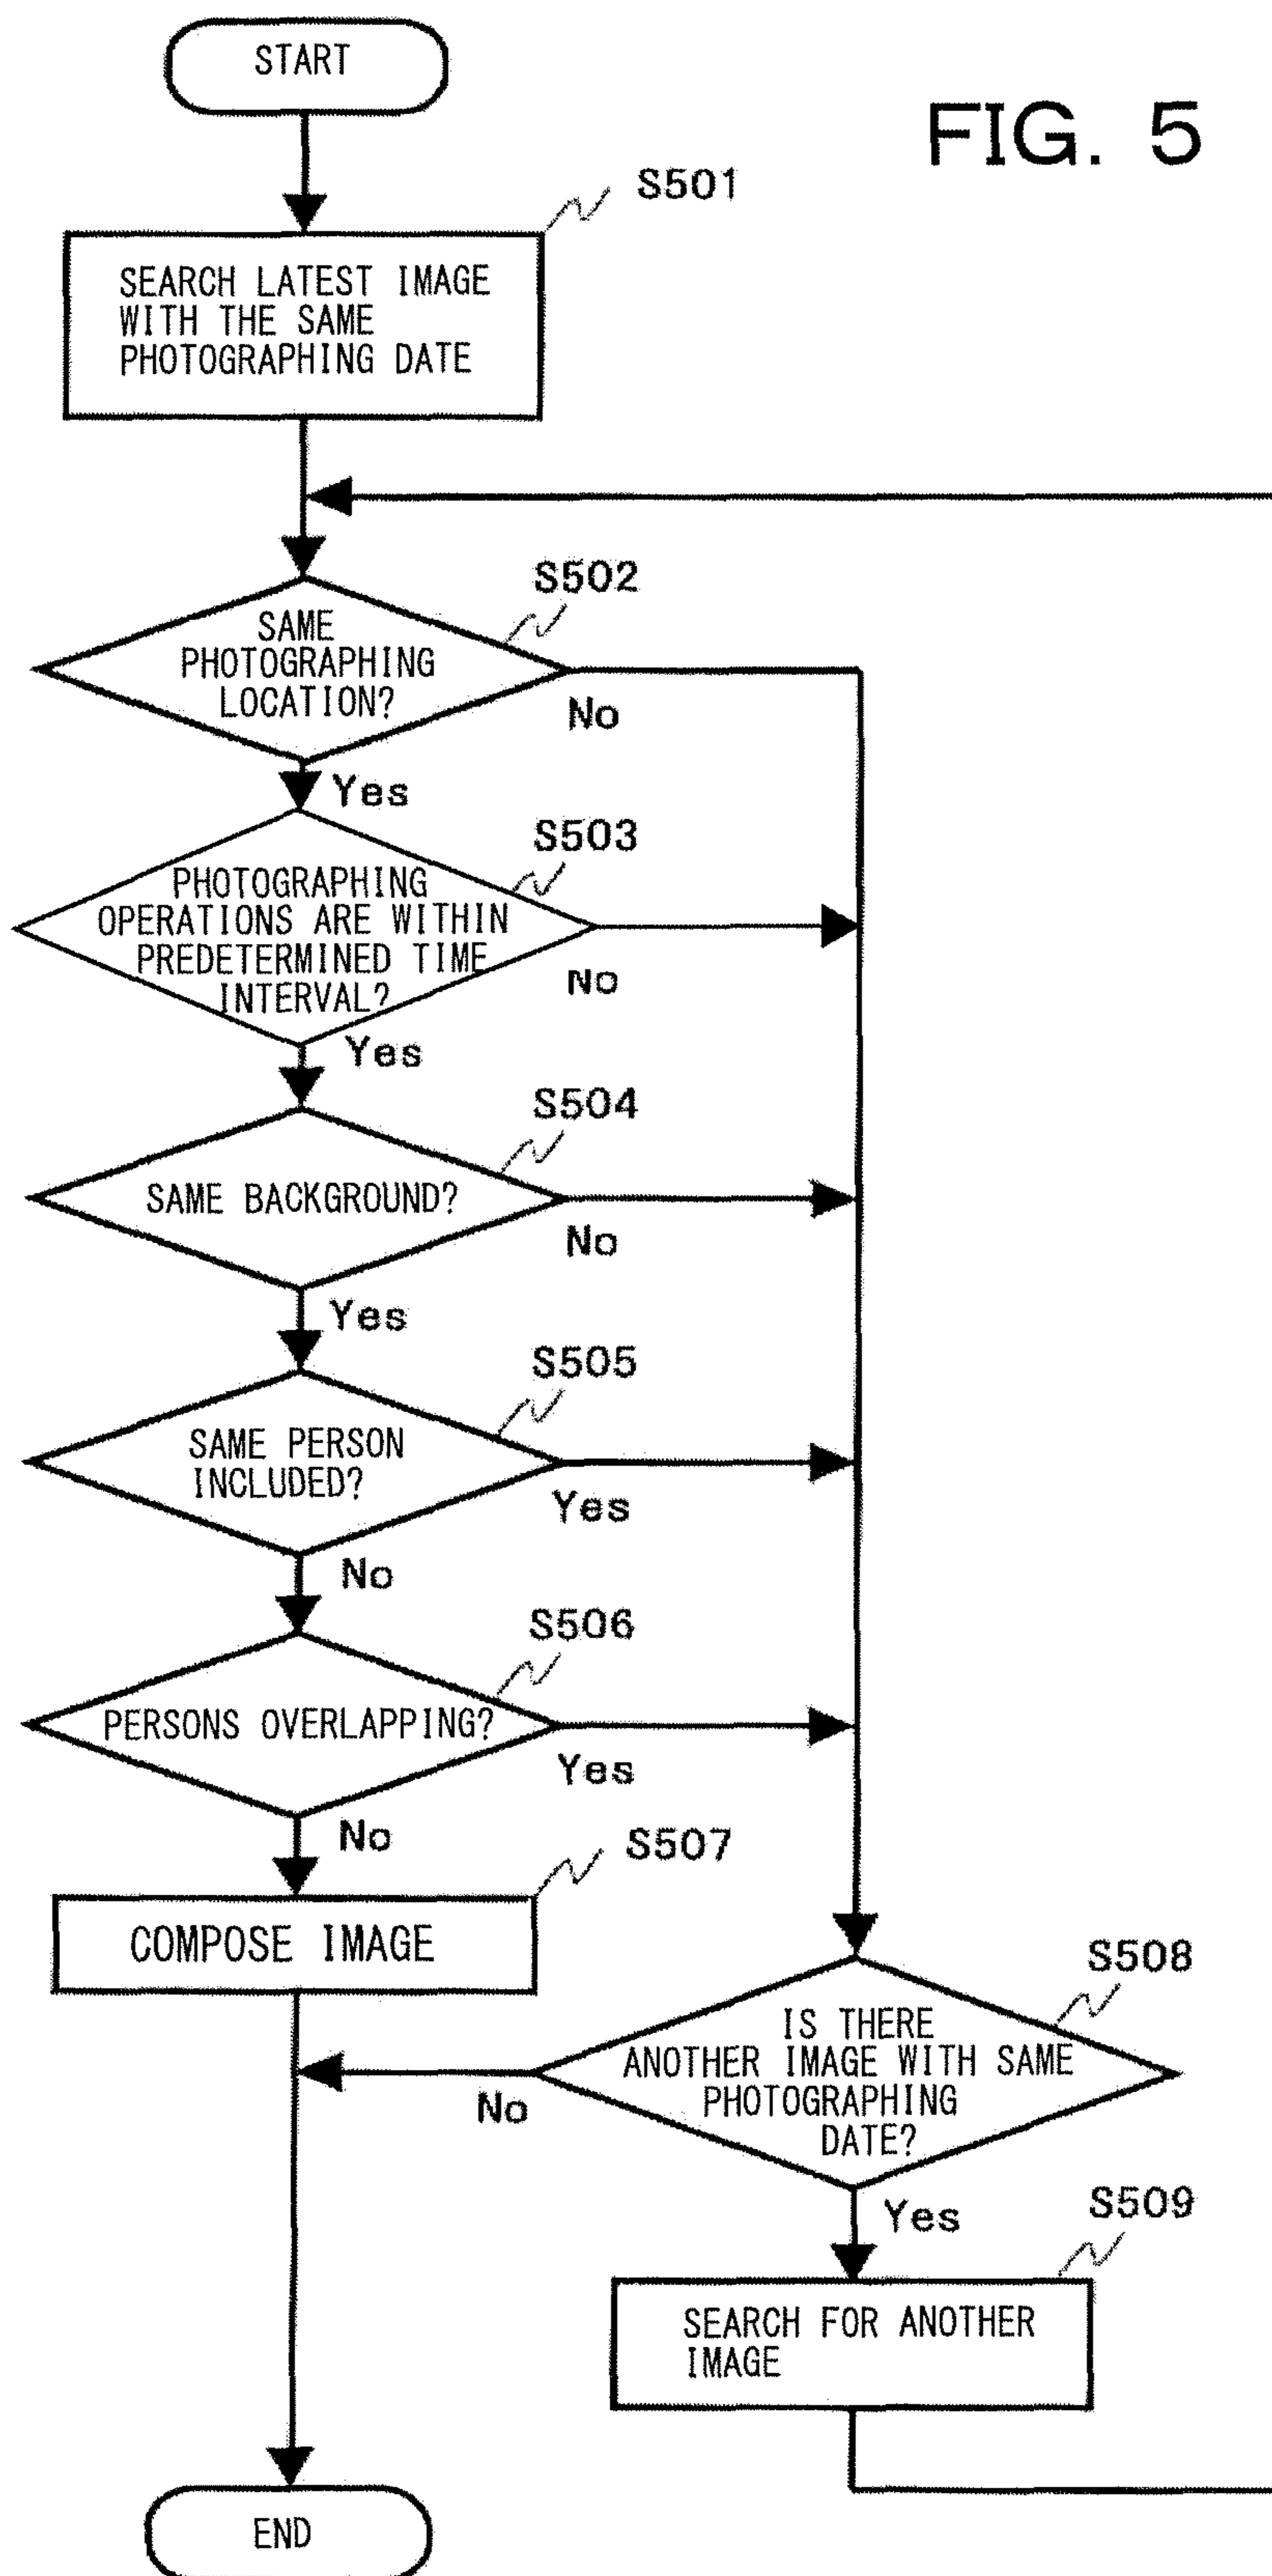 START
FIG. 5
S501
SEARCH LATEST IMAGE
WITH THE SAME
PHOTOGRAPHING DATE
S502
SAME
PHOTOGRAPHING
LOCATION?
No
Yes
S503
PHOTOGRAPHING
OPERATIONS ARE WITHIN
PREDETERMINED TIME
INTERVAL?
No
Yes
S504
SAME BACKGROUND?
No
Yes
S505
SAME PERSON
INCLUDED?
Yes
No
S506
PERSONS OVERLAPPING?
Yes
No
S507
COMPOSE IMAGE
S508
IS THERE
ANOTHER IMAGE WITH SAME
PHOTOGRAPHING
DATE?
No
Yes
S509
SEARCH FOR ANOTHER
IMAGE
END